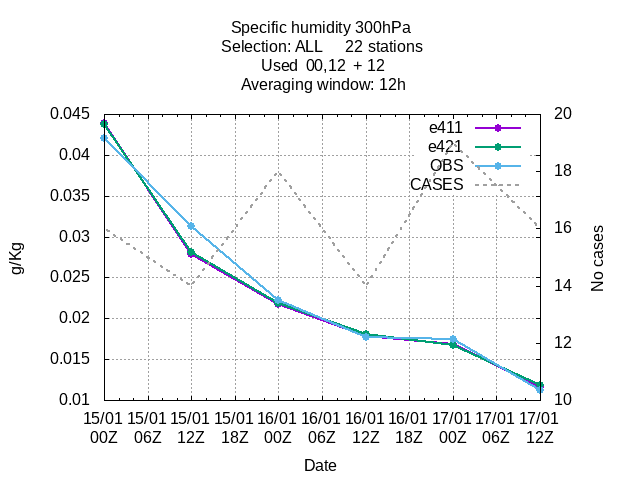 Specific humidity 300hPa
Selection: ALL     22 stations
Used  00,12  + 12
Averaging window: 12h
0.045
0.04
0.035
0.03
0.025
0.02
0.015
0.01
g/Kg
e411
e421
OBS
CASES
20
18
16
14
12
10
No cases
15/01 15/01 15/01 15/01 16/01 16/01 16/01 16/01 17/01 17/01 17/01
00Z 06Z 12Z 18Z 00Z 06Z 12Z 18Z 00Z 06Z 12Z
Date